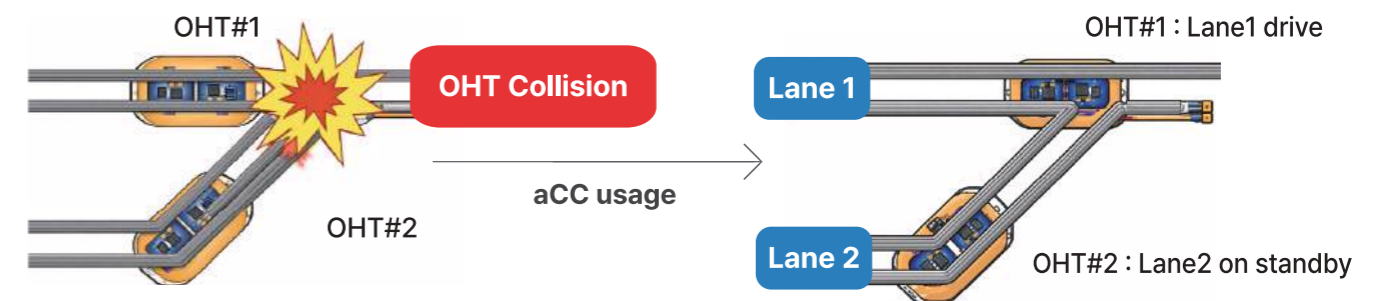 OHT#1
OHT Collision
OHT#2
aCC usage
OHT#1 : Lane1 drive
Lane 1
Lane 2
OHT#2 : Lane2 on standby